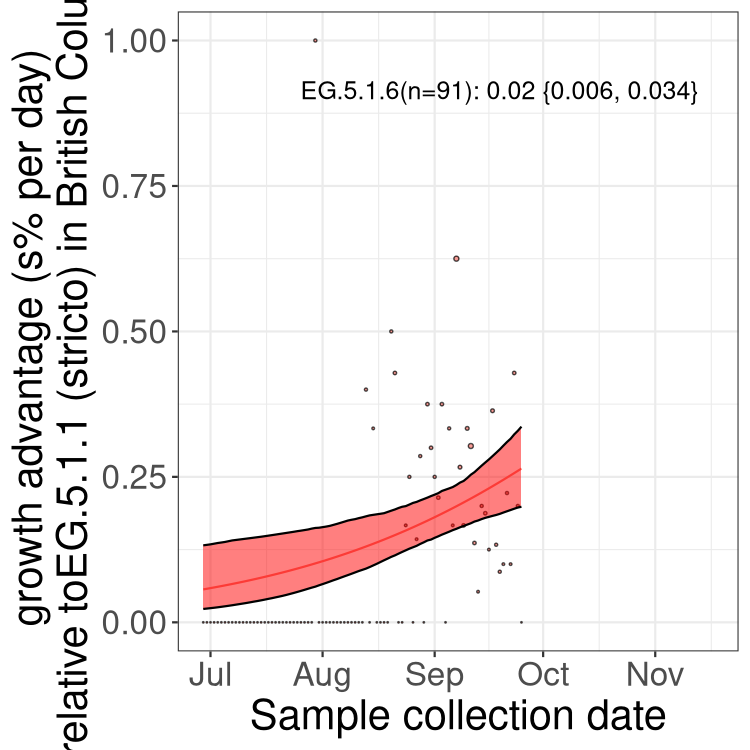 growth advantage (s% per day)
relative toEG.5.1.1 (stricto) in British Colu
1.00
0.75
0.50
0.25
0.00
EG.5.1.6(n=91): 0.02 {0.006, 0.034}
Jul Aug Sep Oct Nov
Sample collection date